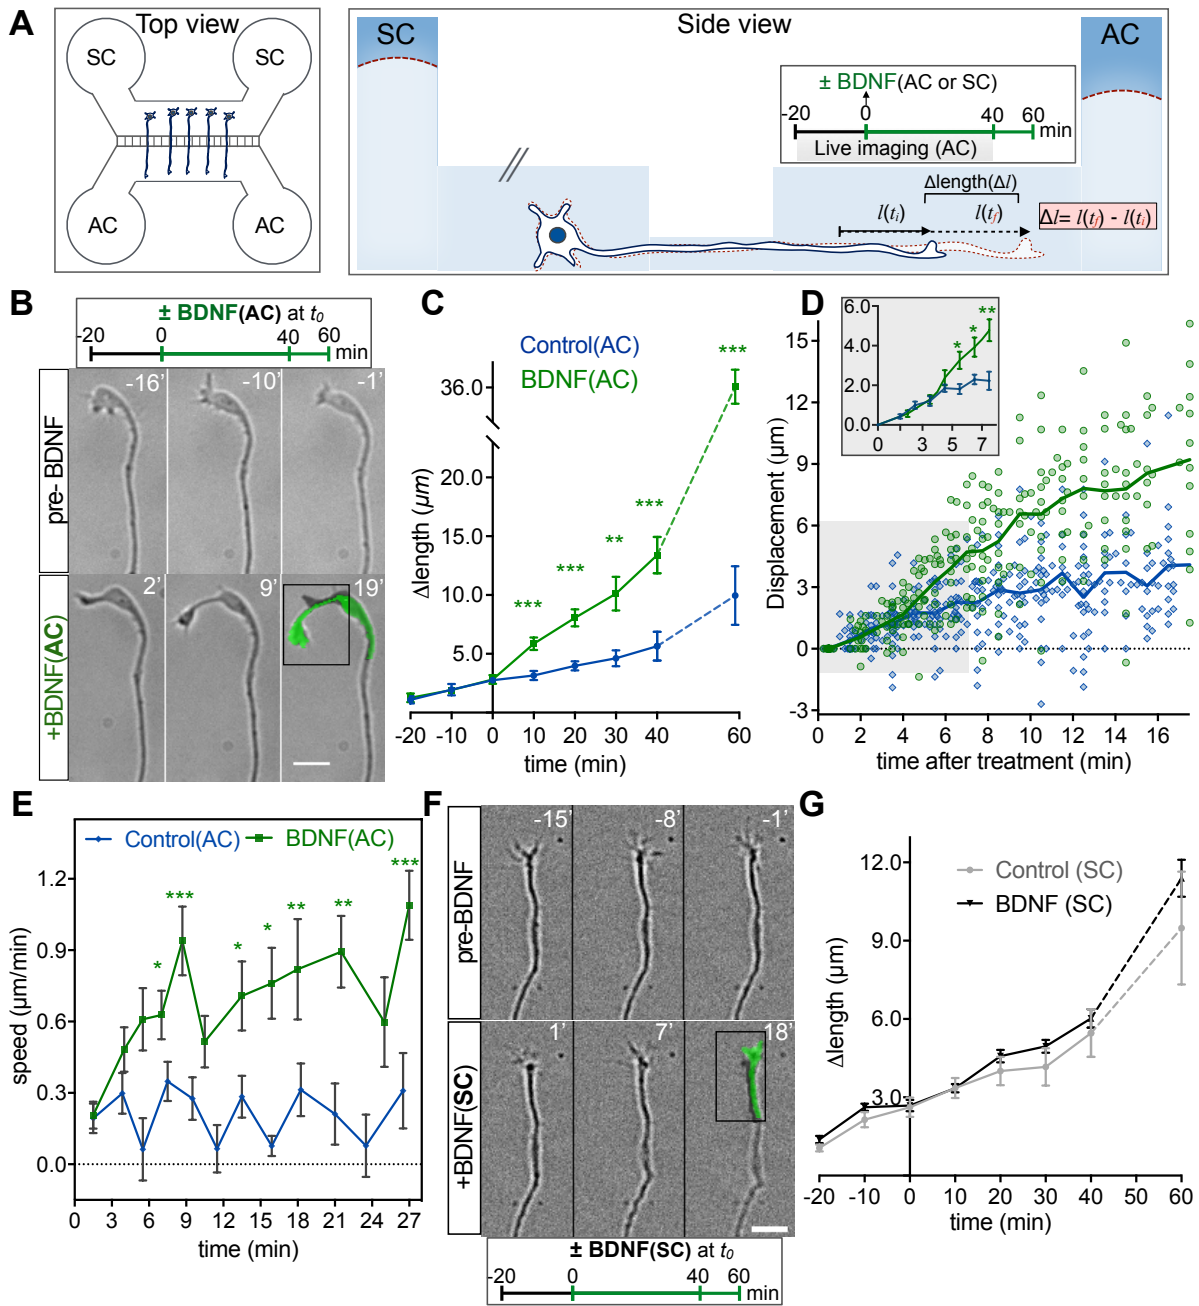 A
Top view
SC
SC
AC
AC
Side view
SC
AC
± BDNF(AC or SC)
-20 0 40 60
min
Live imaging (AC)
Δlength(Δl)
l(ti) l(tf)
Δl= l(tf) - l(ti)
B
± BDNF(AC) at t0
-20 0 40 60
min
pre- BDNF
-16’ -10’ -1’
+BDNF(AC)
2’ 9’ 19’
C
Control(AC)
BDNF(AC)
Δlength (μm)
36.0
20.0
15.0
10.0
5.0
***
***
**
***
***
-20 -10 0 10 20 30 40 60
time (min)
D
Displacement (μm)
15
12
9
6
3
0
-3
6.0
4.0
2.0
0.0
0 3 5 7
* * **
0 2 4 6 8 10 12 14 16
time after treatment (min)
E
Control(AC) BDNF(AC)
speed (μm/min)
1.2
0.9
0.6
0.3
0.0
* *** * * ** ** ***
0 3 6 9 12 15 18 21 24 27
time (min)
F
pre-BDNF
-15’ -8’ -1’
+BDNF(SC)
1’ 7’ 18’
± BDNF(SC) at t0
-20 0 40 60
min
G
Control (SC)
BDNF (SC)
Δlength (μm)
12.0
9.0
6.0
3.0
-20 -10 0 10 20 30 40 50 60
time (min)